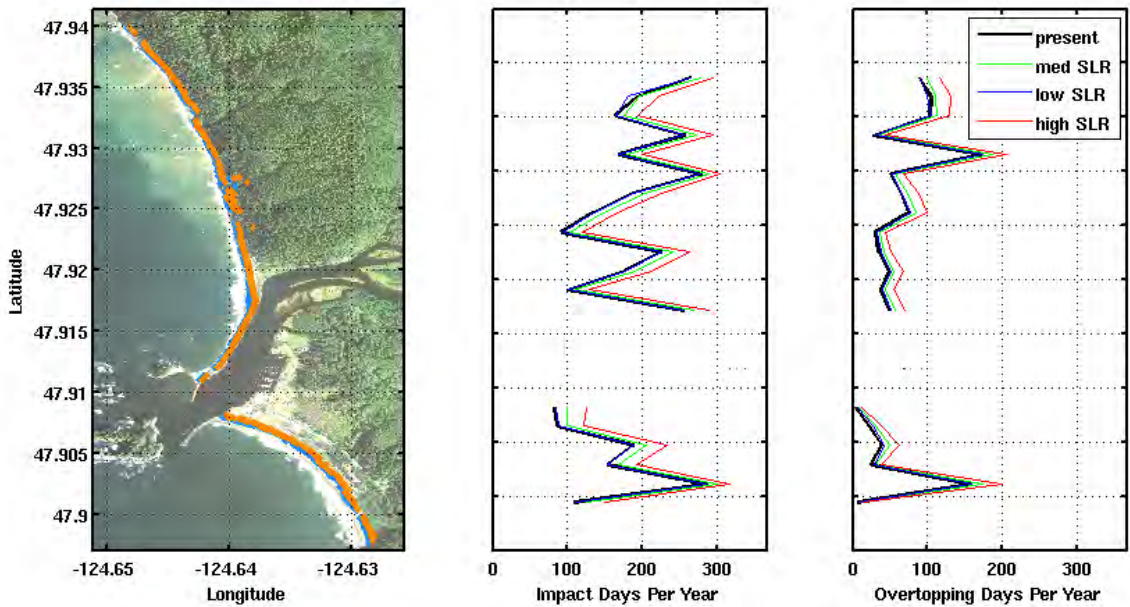 47.94
47.935
47.93
47.925
47.92
47.915
47.91
47.905
47.9
Latitude
-124.65 -124.64 -124.63
Longitude
0 100 200 300
Impact Days Per Year
present
med SLR
low SLR
high SLR
0 100 200 300
Overtopping Days Per Year